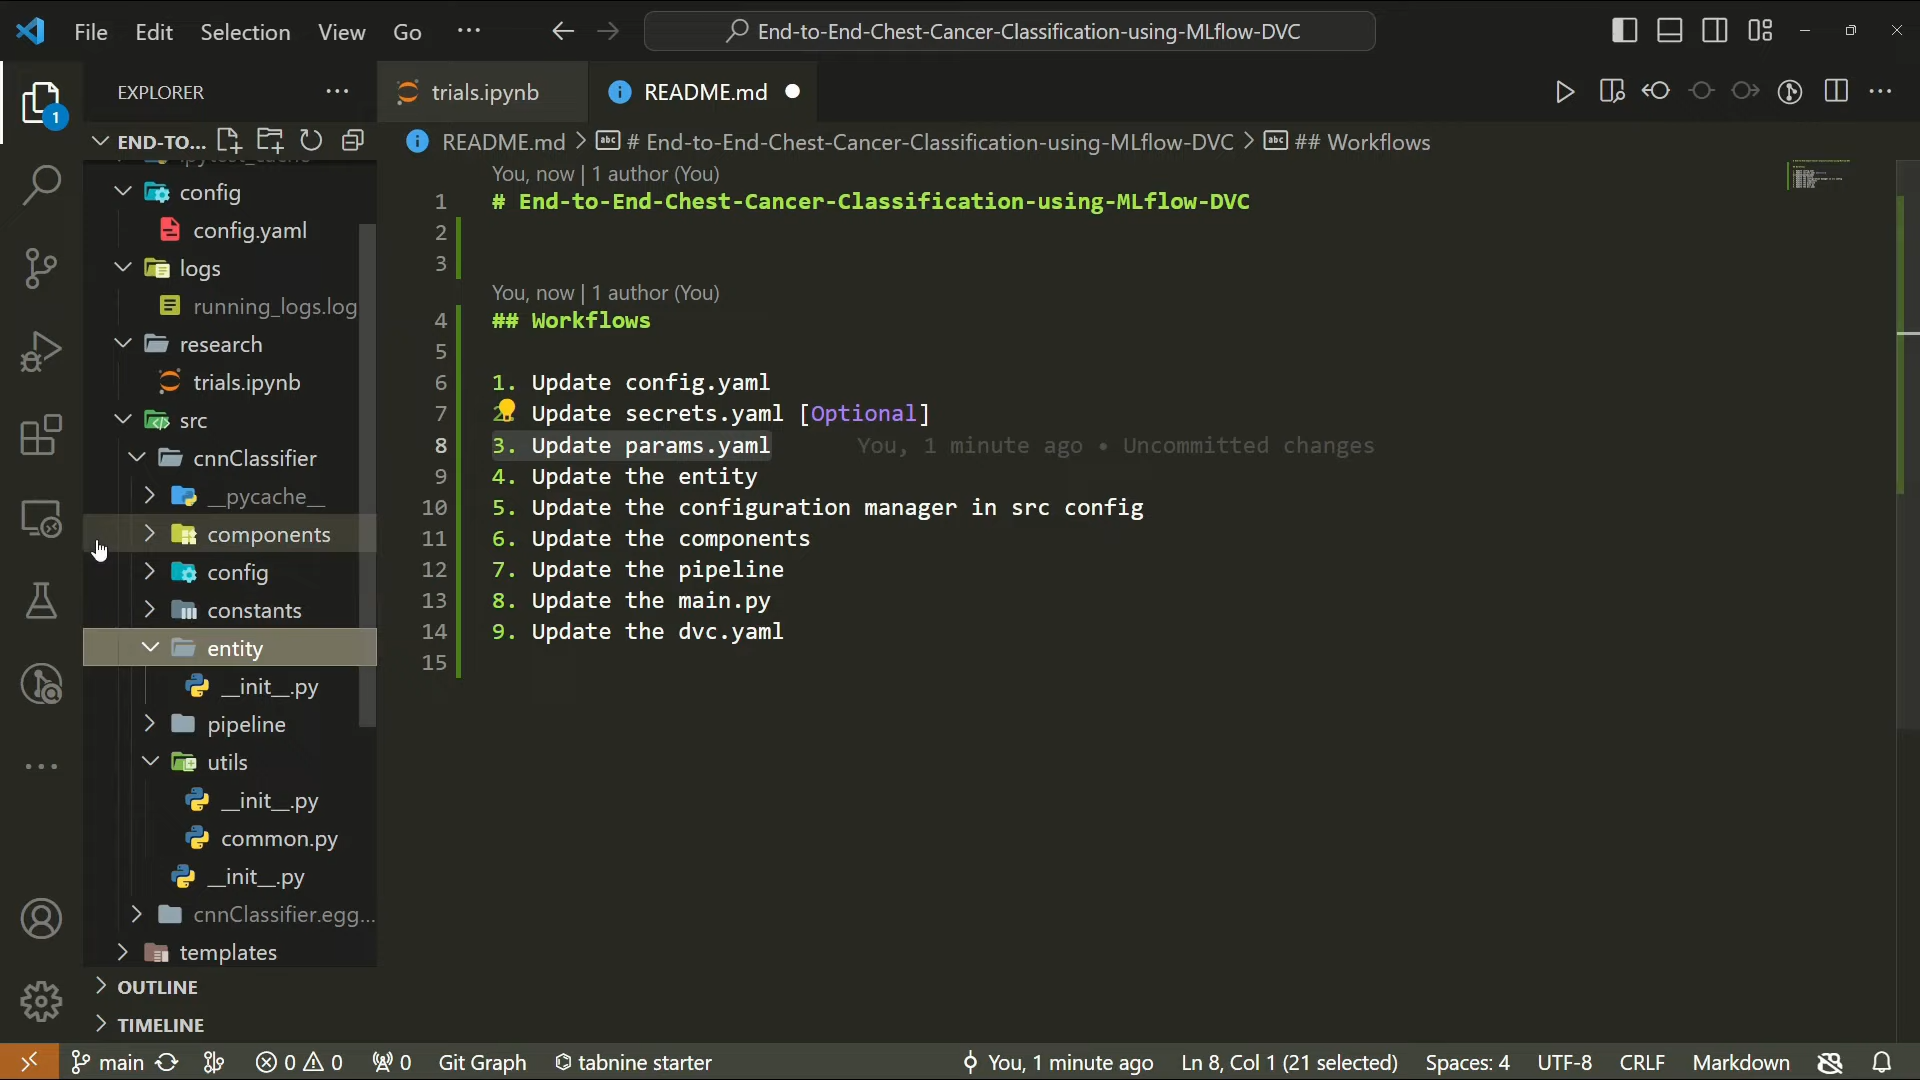 File Edit Selection View Go ... End-to-End-Chest-Cancer-Classification-using-MLflow-DVC
EXPLORER ...
trials.ipynb
README.md
1
END-TO...
README.md > # End-to-End-Chest-Cancer-Classification-using-MLflow-DVC > ## Workflows
config
config.yaml
logs
running_logs.log
research
trials.ipynb
src
cnnClassifier
__pycache__
components
config
constants
entity
__init__.py
pipeline
utils
__init__.py
common.py
__init__.py
cnnClassifier.egg...
templates
OUTLINE
TIMELINE
You, now | 1 author (You)
1 # End-to-End-Chest-Cancer-Classification-using-MLflow-DVC
2
3
You, now | 1 author (You)
4 ## Workflows
5
6 1. Update config.yaml
7 2. Update secrets.yaml [Optional]
8 3. Update params.yaml You, 1 minute ago • Uncommitted changes
9 4. Update the entity
10 5. Update the configuration manager in src config
11 6. Update the components
12 7. Update the pipeline
13 8. Update the main.py
14 9. Update the dvc.yaml
15
main 0 0 0 Git Graph tabnine starter You, 1 minute ago Ln 8, Col 1 (21 selected) Spaces: 4 UTF-8 CRLF Markdown